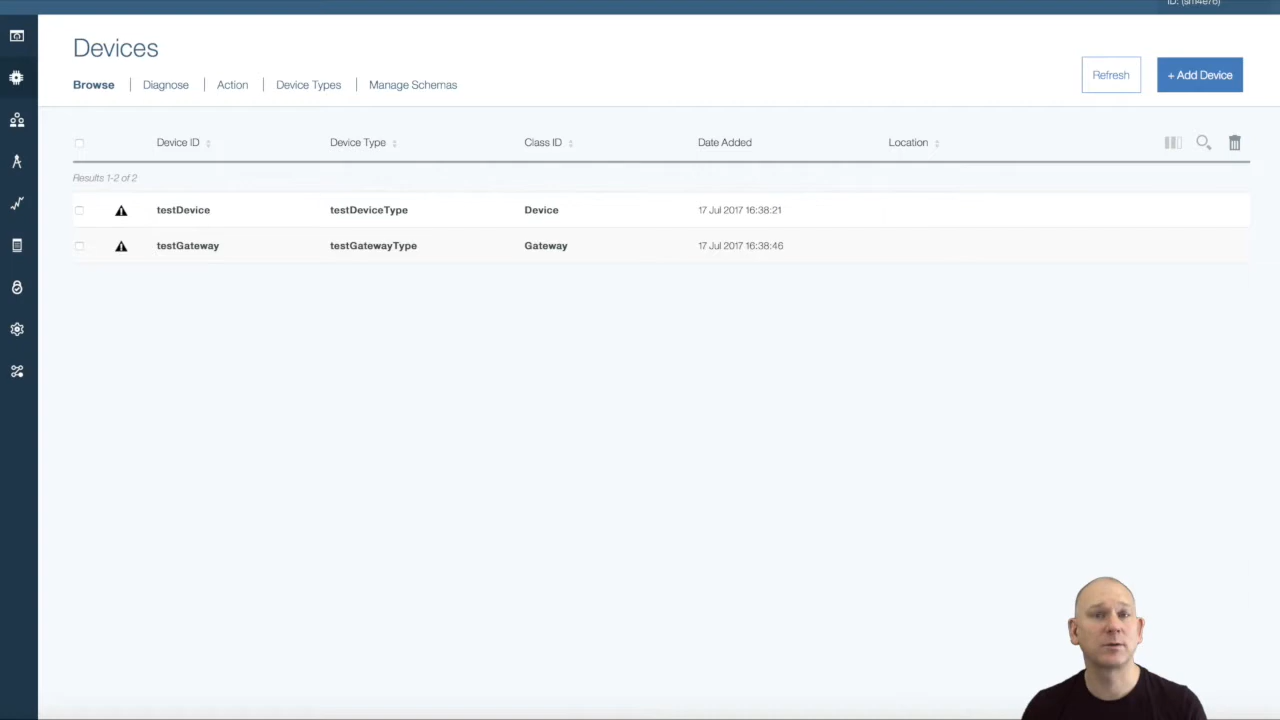 ID: (sm4e76)
Devices
Browse Diagnose Action Device Types Manage Schemas
Refresh
+ Add Device
Device ID Device Type Class ID Date Added Location
Results 1-2 of 2
testDevice testDeviceType Device 17 Jul 2017 16:38:21
testGateway testGatewayType Gateway 17 Jul 2017 16:38:46